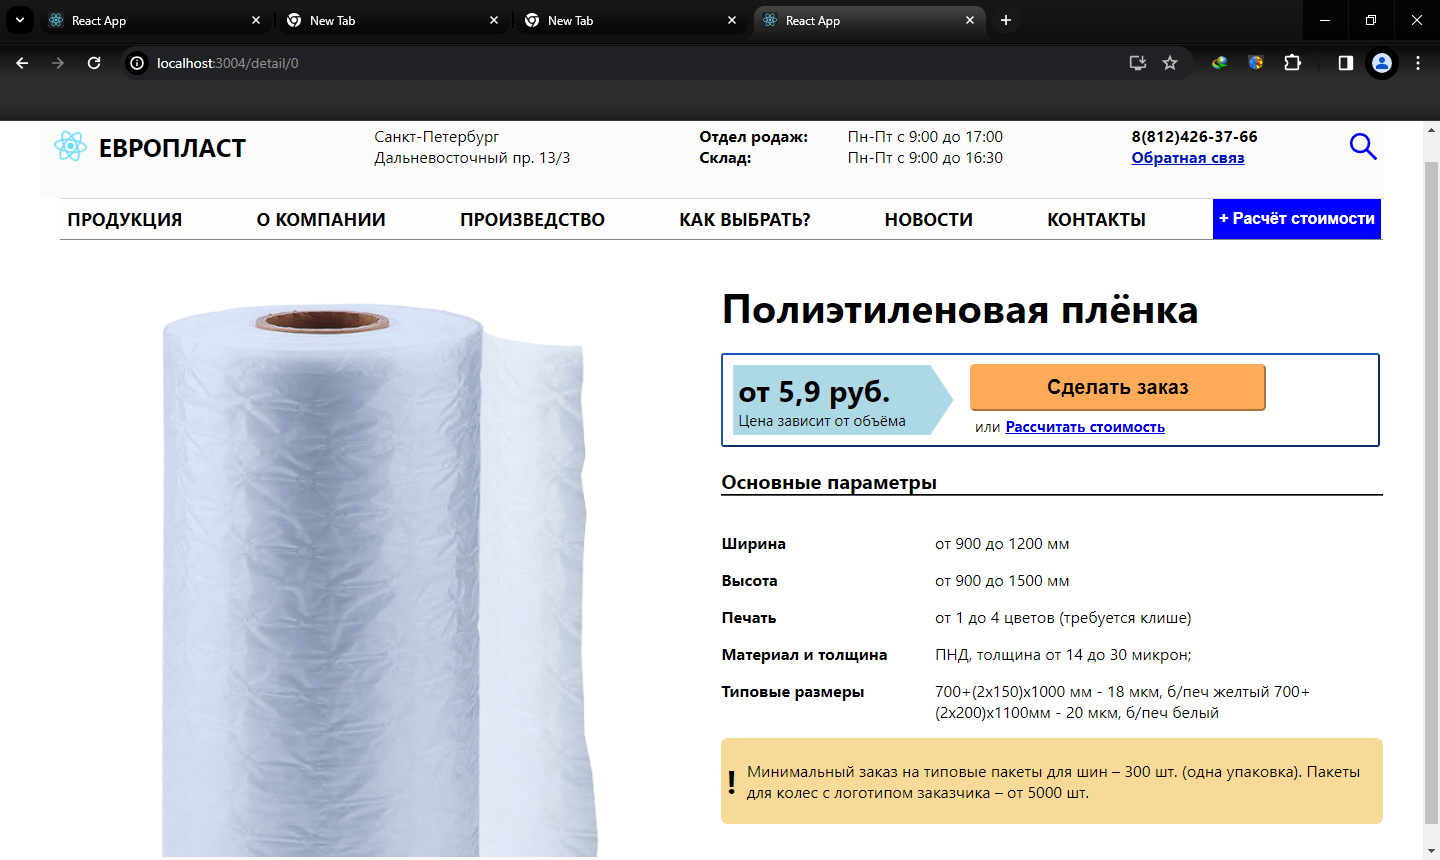 React App
New Tab
New Tab
React App
localhost:3004/detail/0
ЕВРОПЛАСТ
Санкт-Петербург
Дальневосточный пр. 13/3
Отдел родаж:
Склад:
Пн-Пт с 9:00 до 17:00
Пн-Пт с 9:00 до 16:30
8(812)426-37-66
Обратная связ
ПРОДУКЦИЯ
О КОМПАНИИ
ПРОИЗВЕДСТВО
КАК ВЫБРАТЬ?
НОВОСТИ
КОНТАКТЫ
+ Расчёт стоимости
Полиэтиленовая плёнка
от 5,9 руб.
Цена зависит от объёма
Сделать заказ
или Рассчитать стоимость
Основные параметры
Ширина от 900 до 1200 мм
Высота от 900 до 1500 мм
Печать от 1 до 4 цветов (требуется клише)
Материал и толщина ПНД, толщина от 14 до 30 микрон;
Типовые размеры 700+(2х150)х1000 мм - 18 мкм, б/печ желтый 700+
(2х200)х1100мм - 20 мкм, б/печ белый
! Минимальный заказ на типовые пакеты для шин – 300 шт. (одна упаковка). Пакеты
для колес с логотипом заказчика – от 5000 шт.